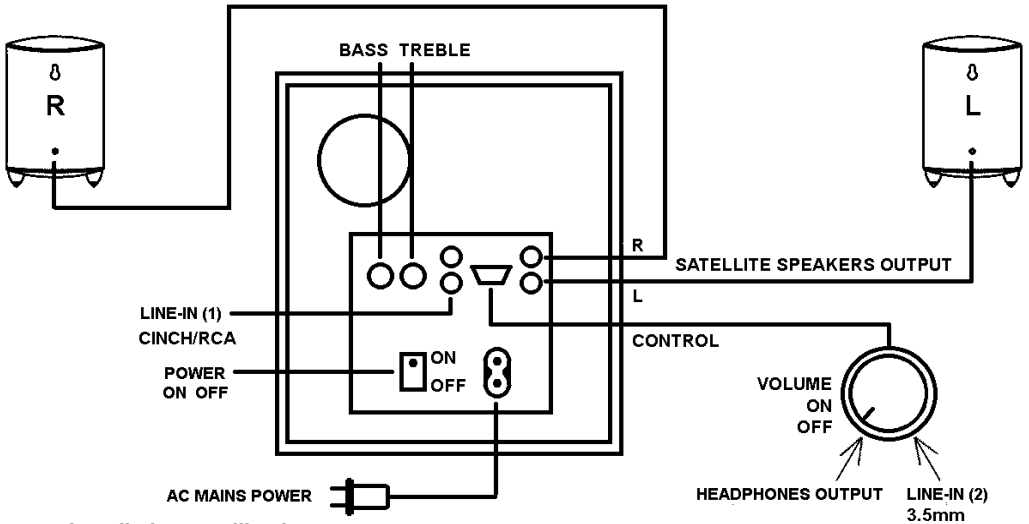 BASS TREBLE
R
L
R
SATELLITE SPEAKERS OUTPUT
L
LINE-IN (1)
CINCH/RCA
CONTROL
POWER
ON OFF
ON
OFF
VOLUME
ON
OFF
AC MAINS POWER
HEADPHONES OUTPUT
LINE-IN (2)
3.5mm